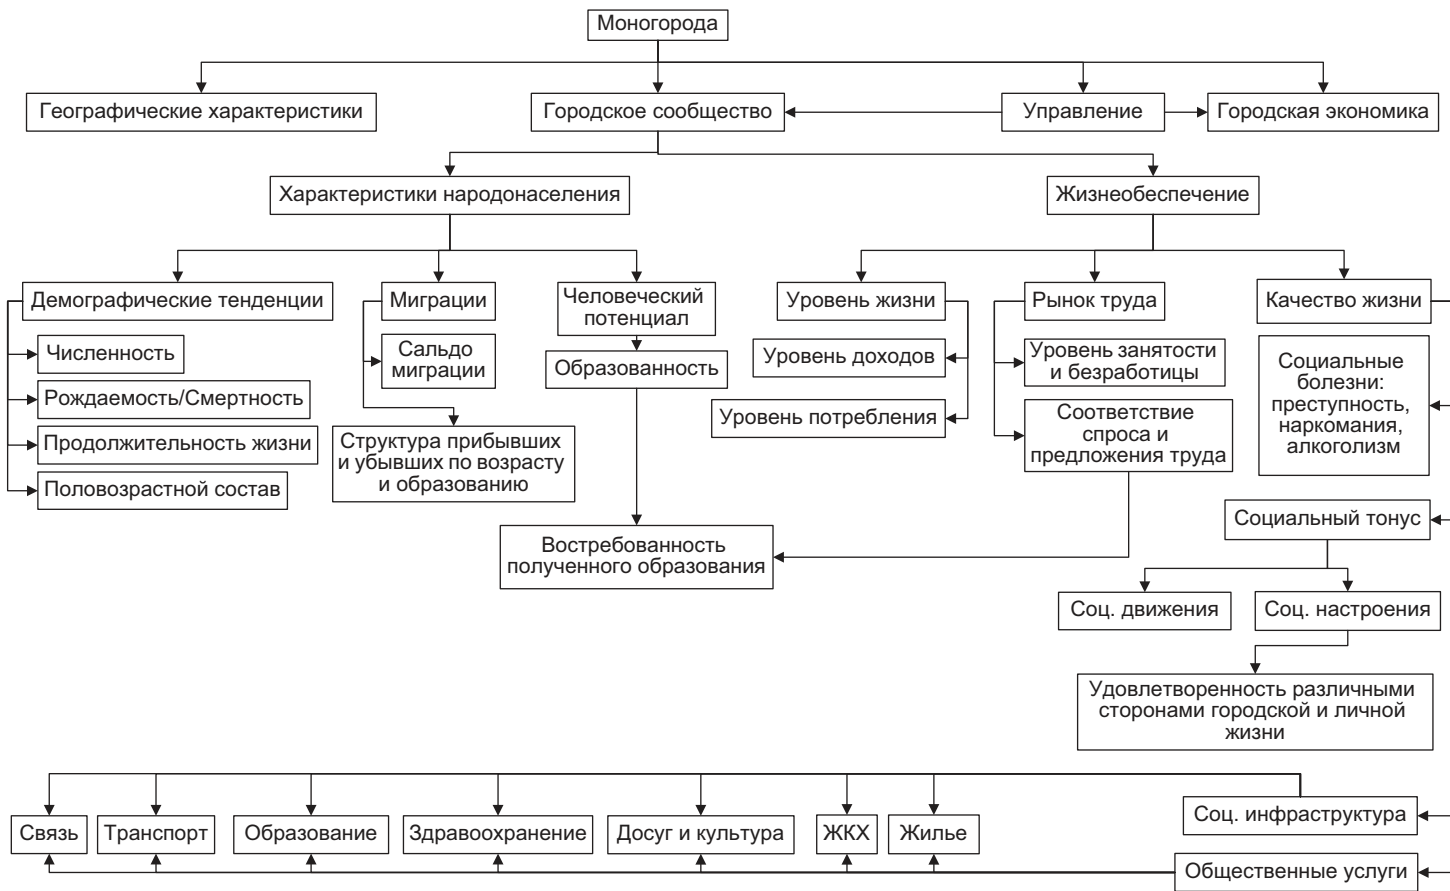 Моногорода
Географические характеристики
Городское сообщество
Управление
Городская экономика
Характеристики народонаселения
Жизнеобеспечение
Демографические тенденции
Миграции
Человеческий
потенциал
Уровень жизни
Рынок труда
Качество жизни
Численность
Рождаемость/Смертность
Продолжительность жизни
Половозрастной состав
Сальдо
миграции
Структура прибывших
и убывших по возрасту
и образованию
Образованность
Уровень доходов
Уровень потребления
Уровень занятости
и безработицы
Соответствие
спроса и
предложения труда
Социальные
болезни:
преступность,
наркомания,
алкоголизм
Востребованность
полученного образования
Социальный тонус
Соц. движения
Соц. настроения
Удовлетворенность различными
сторонами городской и личной
жизни
Связь
Транспорт
Образование
Здравоохранение
Досуг и культура
ЖКХ
Жилье
Соц. инфраструктура
Общественные услуги